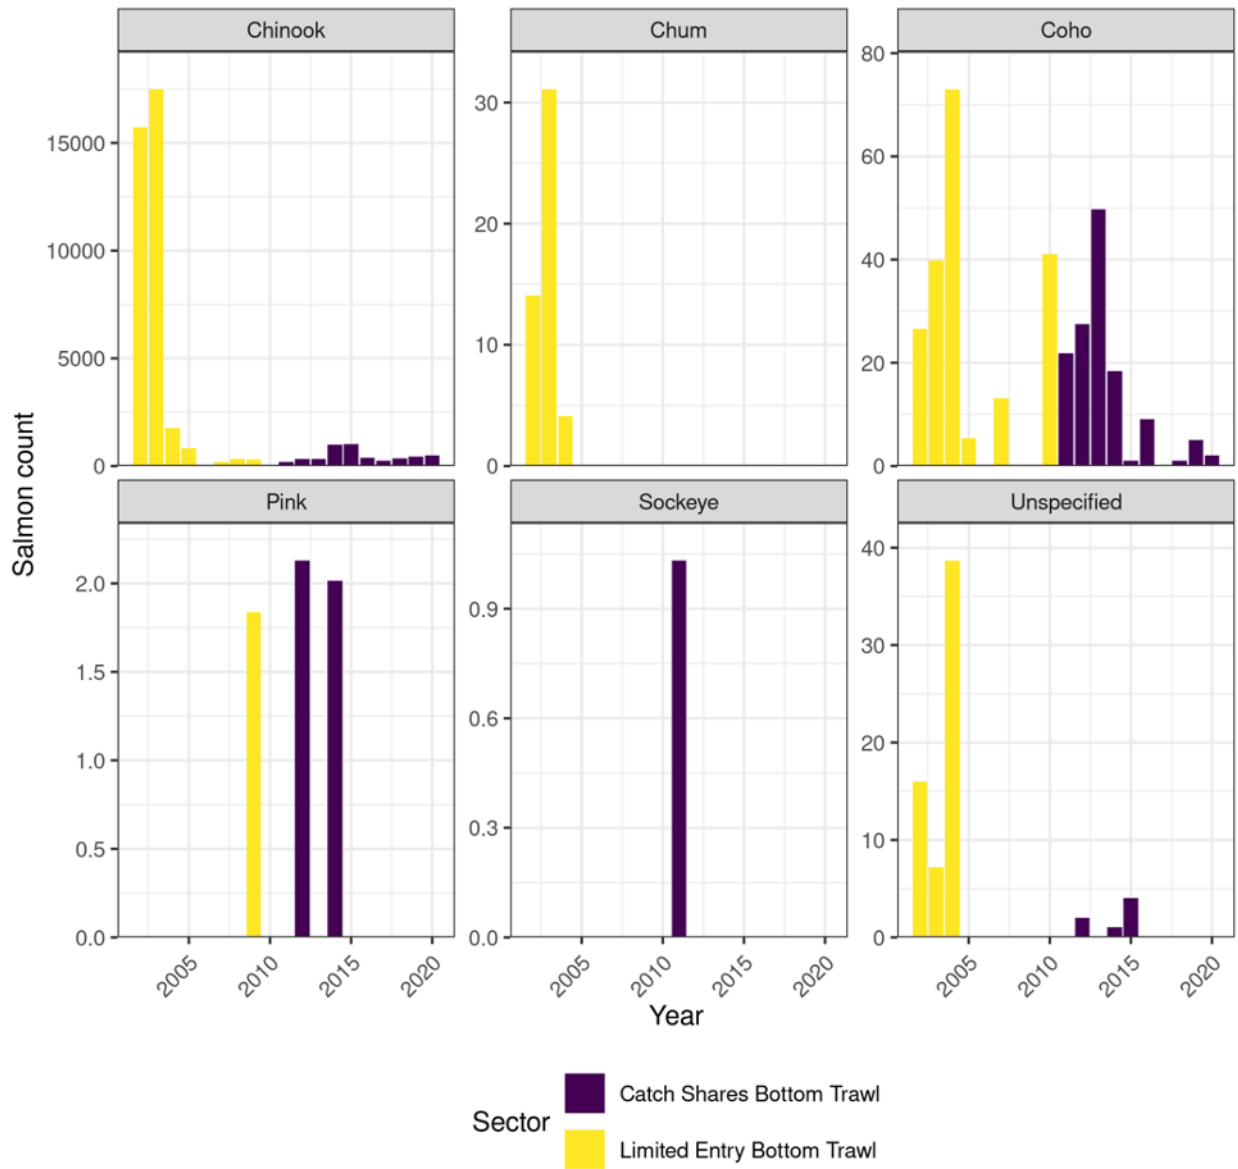 Chinook
Chum
Coho
15000
10000
5000
0
30
20
10
0
80
60
40
20
0
Salmon count
Pink
Sockeye
Unspecified
2.0
1.5
1.0
0.5
0.0
0.9
0.6
0.3
0.0
40
30
20
10
0
2005 2010 2015 2020
2005 2010 2015 2020
2005 2010 2015 2020
Year
Sector
Catch Shares Bottom Trawl
Limited Entry Bottom Trawl